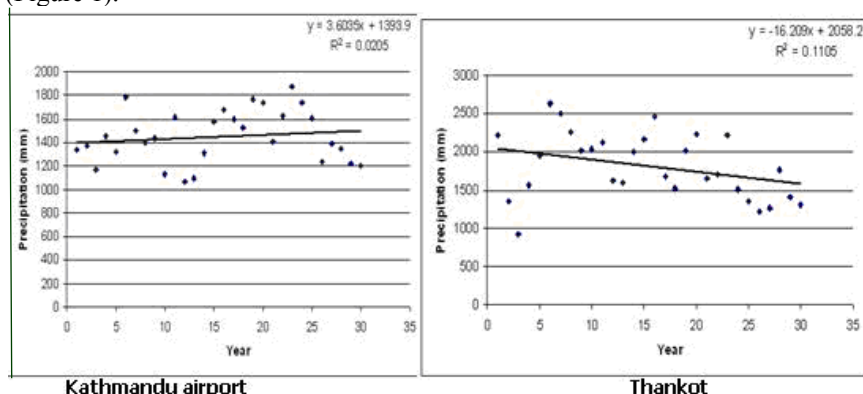 (Figure 1).
y = 3.6035x + 1393.9
R² = 0.0205
2000
1800
1600
1400
1200
1000
800
600
400
200
0
Precipitation (mm)
0 5 10 15 20 25 30 35
Year
Kathmandu airport
y = -16.209x + 2058.2
R² = 0.1105
3000
2500
2000
1500
1000
500
0
Precipitation (mm)
0 5 10 15 20 25 30 35
Year
Thankot